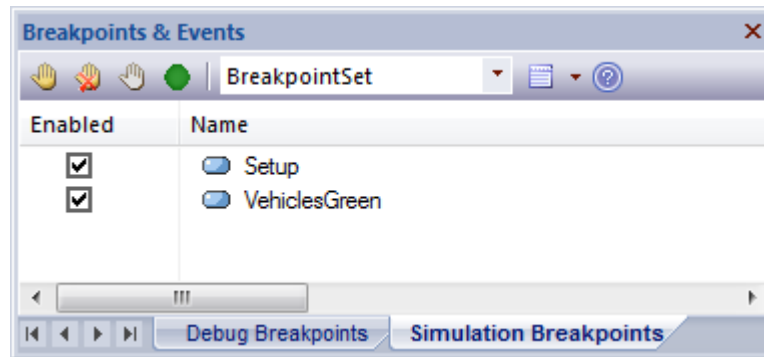 Breakpoints & Events
BreakpointSet
Enabled Name
Setup
VehiclesGreen
Debug Breakpoints Simulation Breakpoints